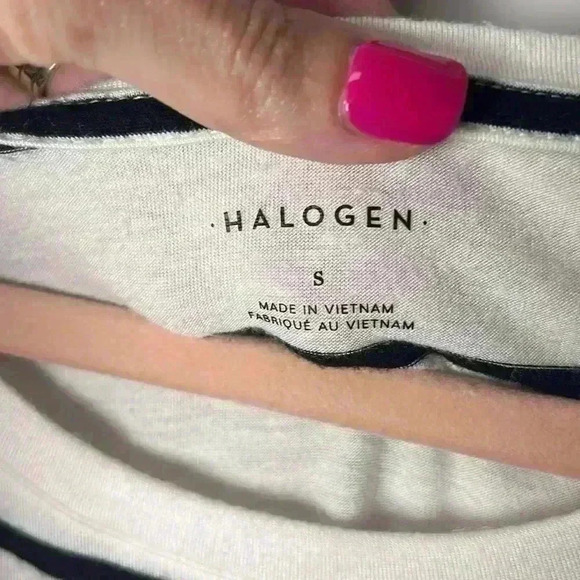 ·HALOGEN·
S
MADE IN VIETNAM
FABRIQUÉ AU VIETNAM